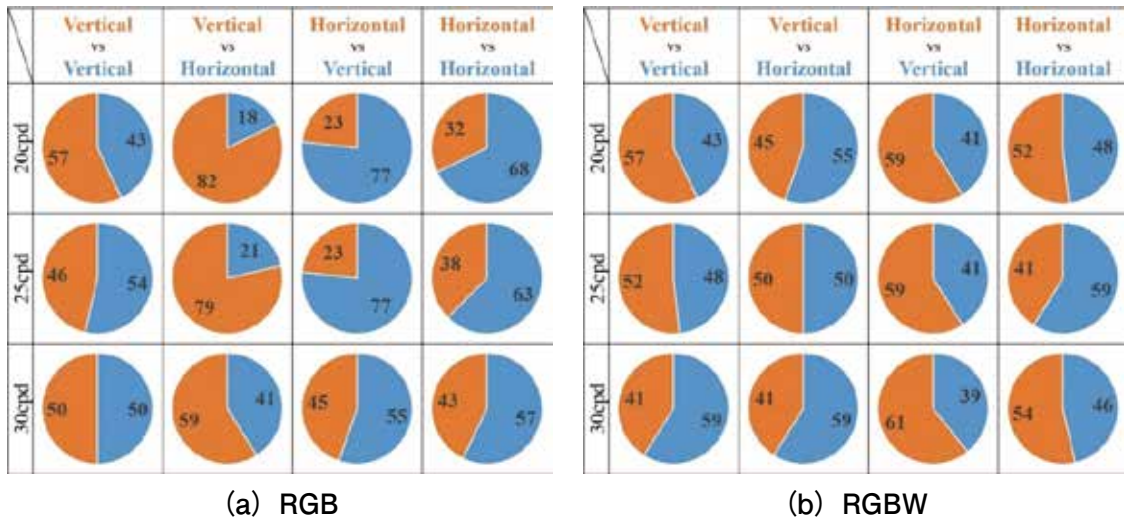 Vertical vs Vertical
Vertical vs Horizontal
Horizontal vs Vertical
Horizontal vs Horizontal
20cpd
57 43
18 82
23 77
32 68
25cpd
46 54
21 79
23 77
38 63
30cpd
50 50
59 41
45 55
43 57
(a) RGB
Vertical vs Vertical
Vertical vs Horizontal
Horizontal vs Vertical
Horizontal vs Horizontal
20cpd
57 43
45 55
59 41
52 48
25cpd
52 48
50 50
59 41
41 59
30cpd
41 59
41 59
61 39
54 46
(b) RGBW